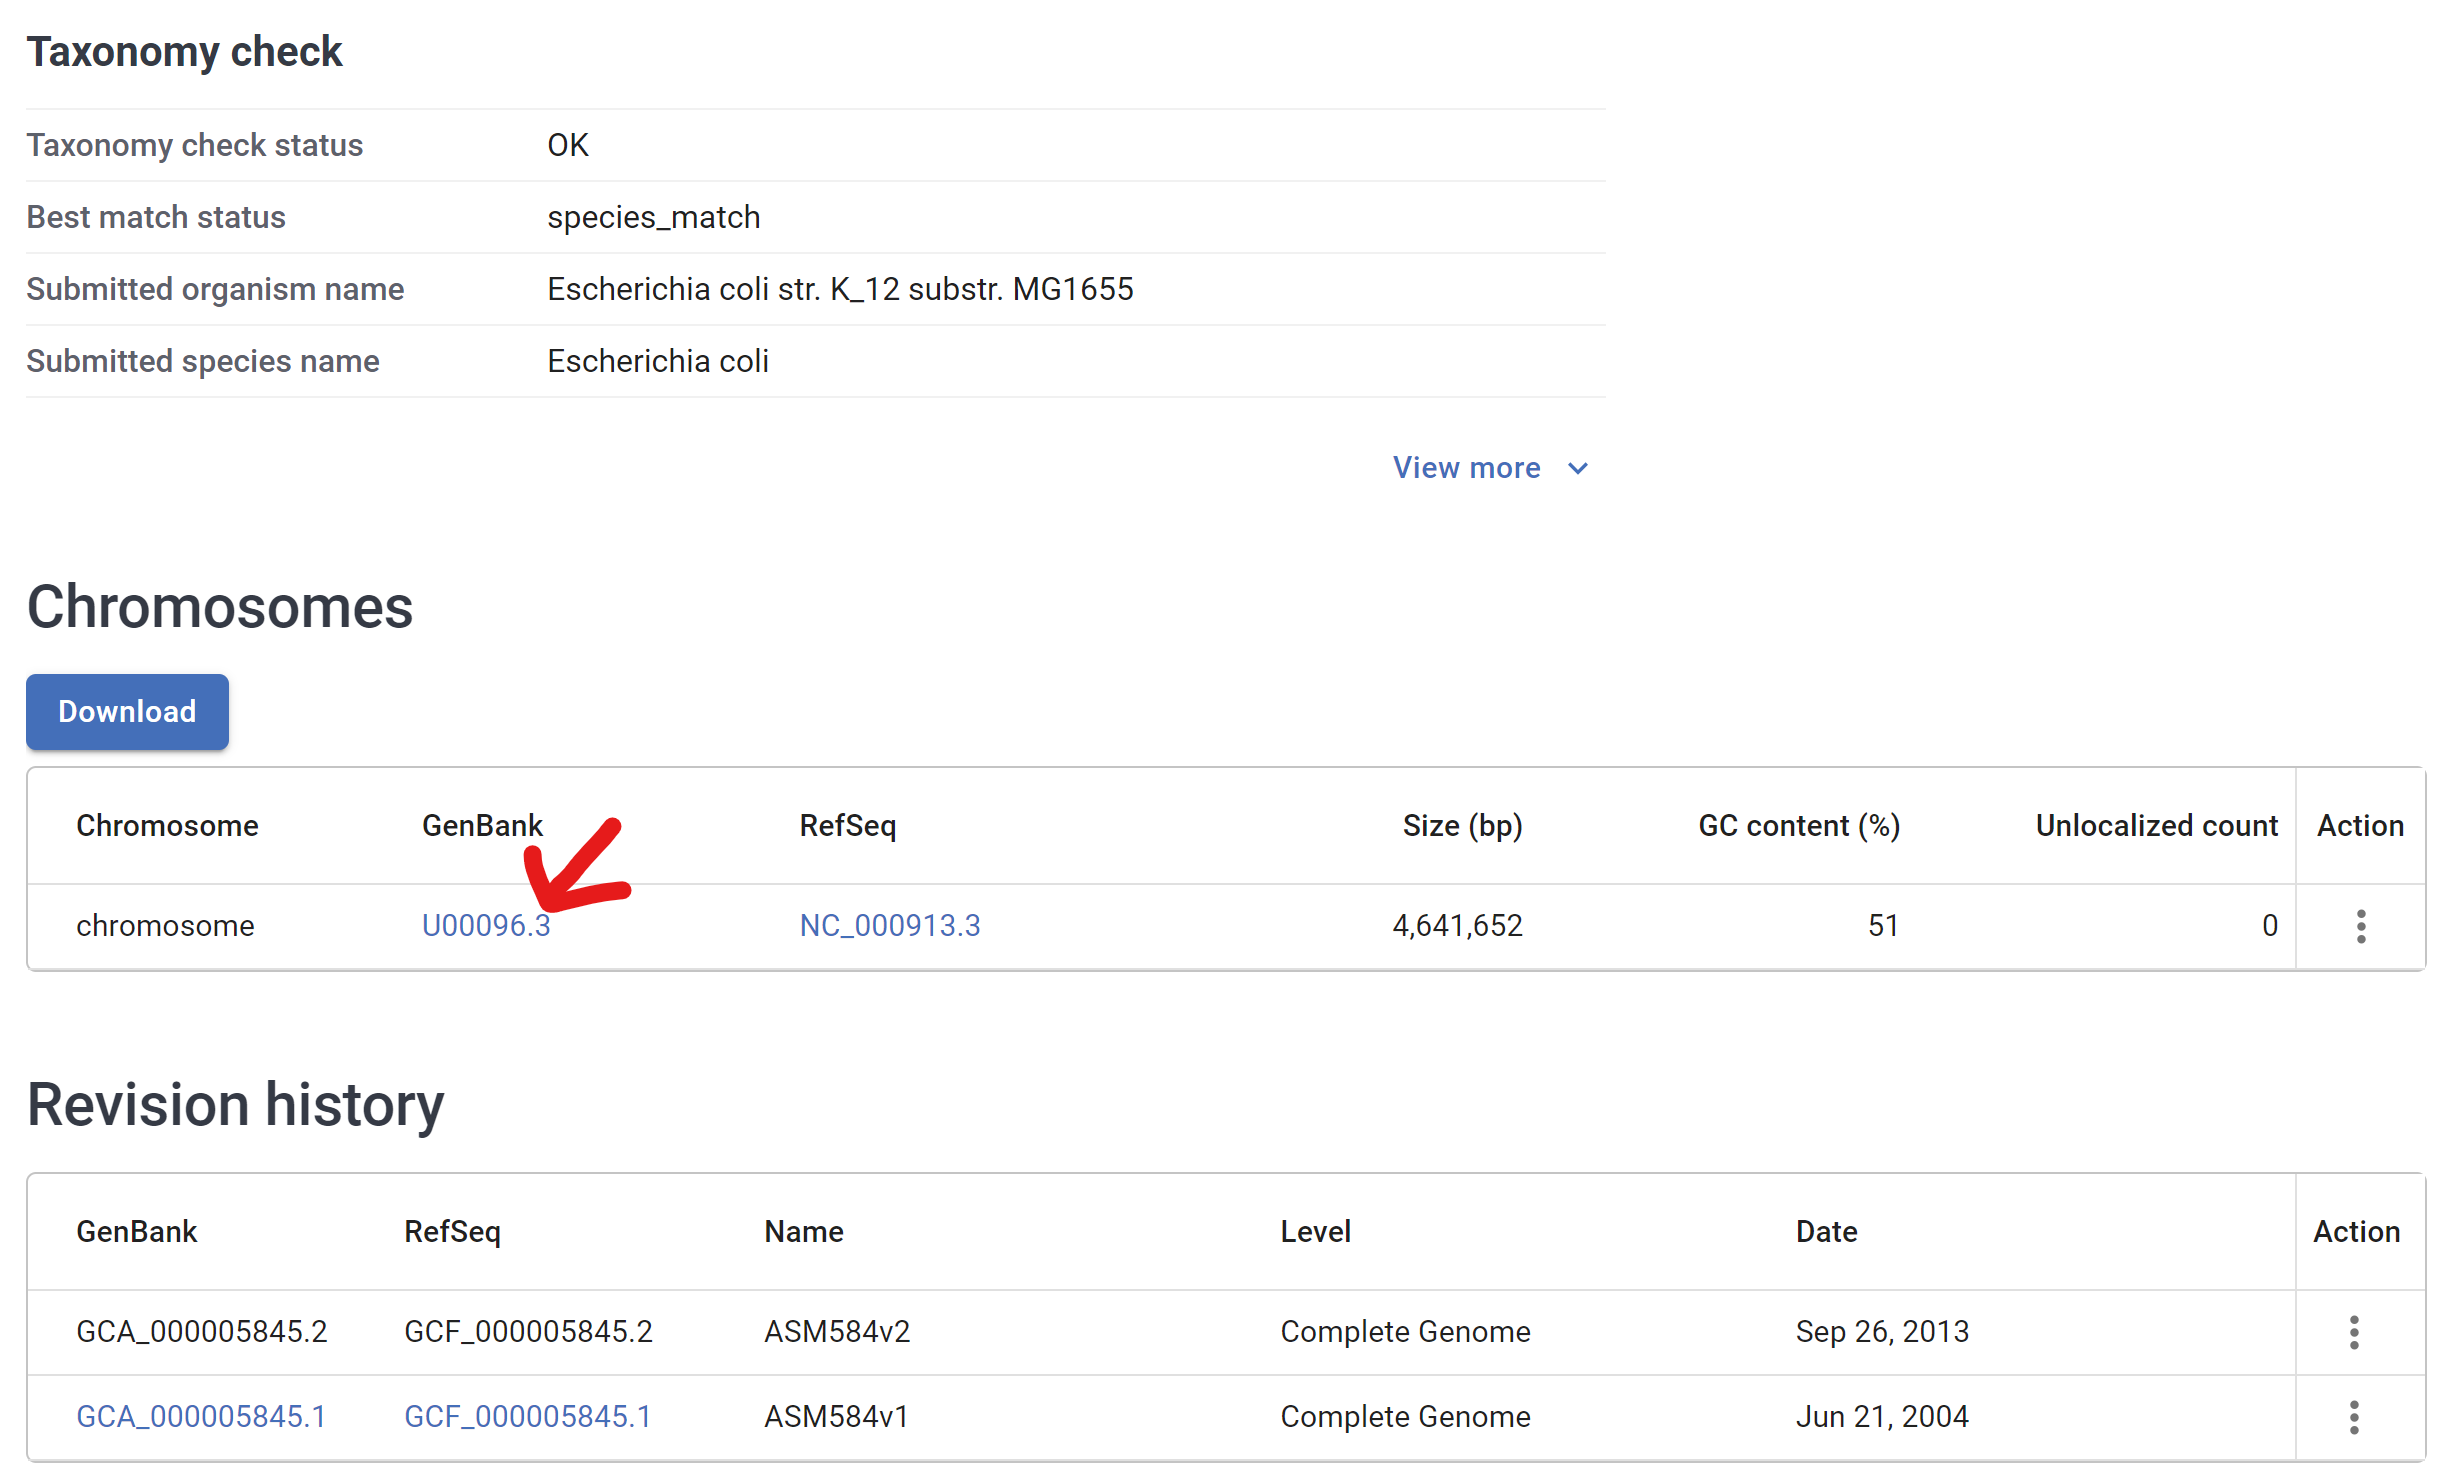 Taxonomy check
Taxonomy check status OK
Best match status species_match
Submitted organism name Escherichia coli str. K_12 substr. MG1655
Submitted species name Escherichia coli
View more
Chromosomes
Download
Chromosome GenBank RefSeq Size (bp) GC content (%) Unlocalized count Action
chromosome U00096.3 NC_000913.3 4,641,652 51 0
Revision history
GenBank RefSeq Name Level Date Action
GCA_000005845.2 GCF_000005845.2 ASM584v2 Complete Genome Sep 26, 2013
GCA_000005845.1 GCF_000005845.1 ASM584v1 Complete Genome Jun 21, 2004